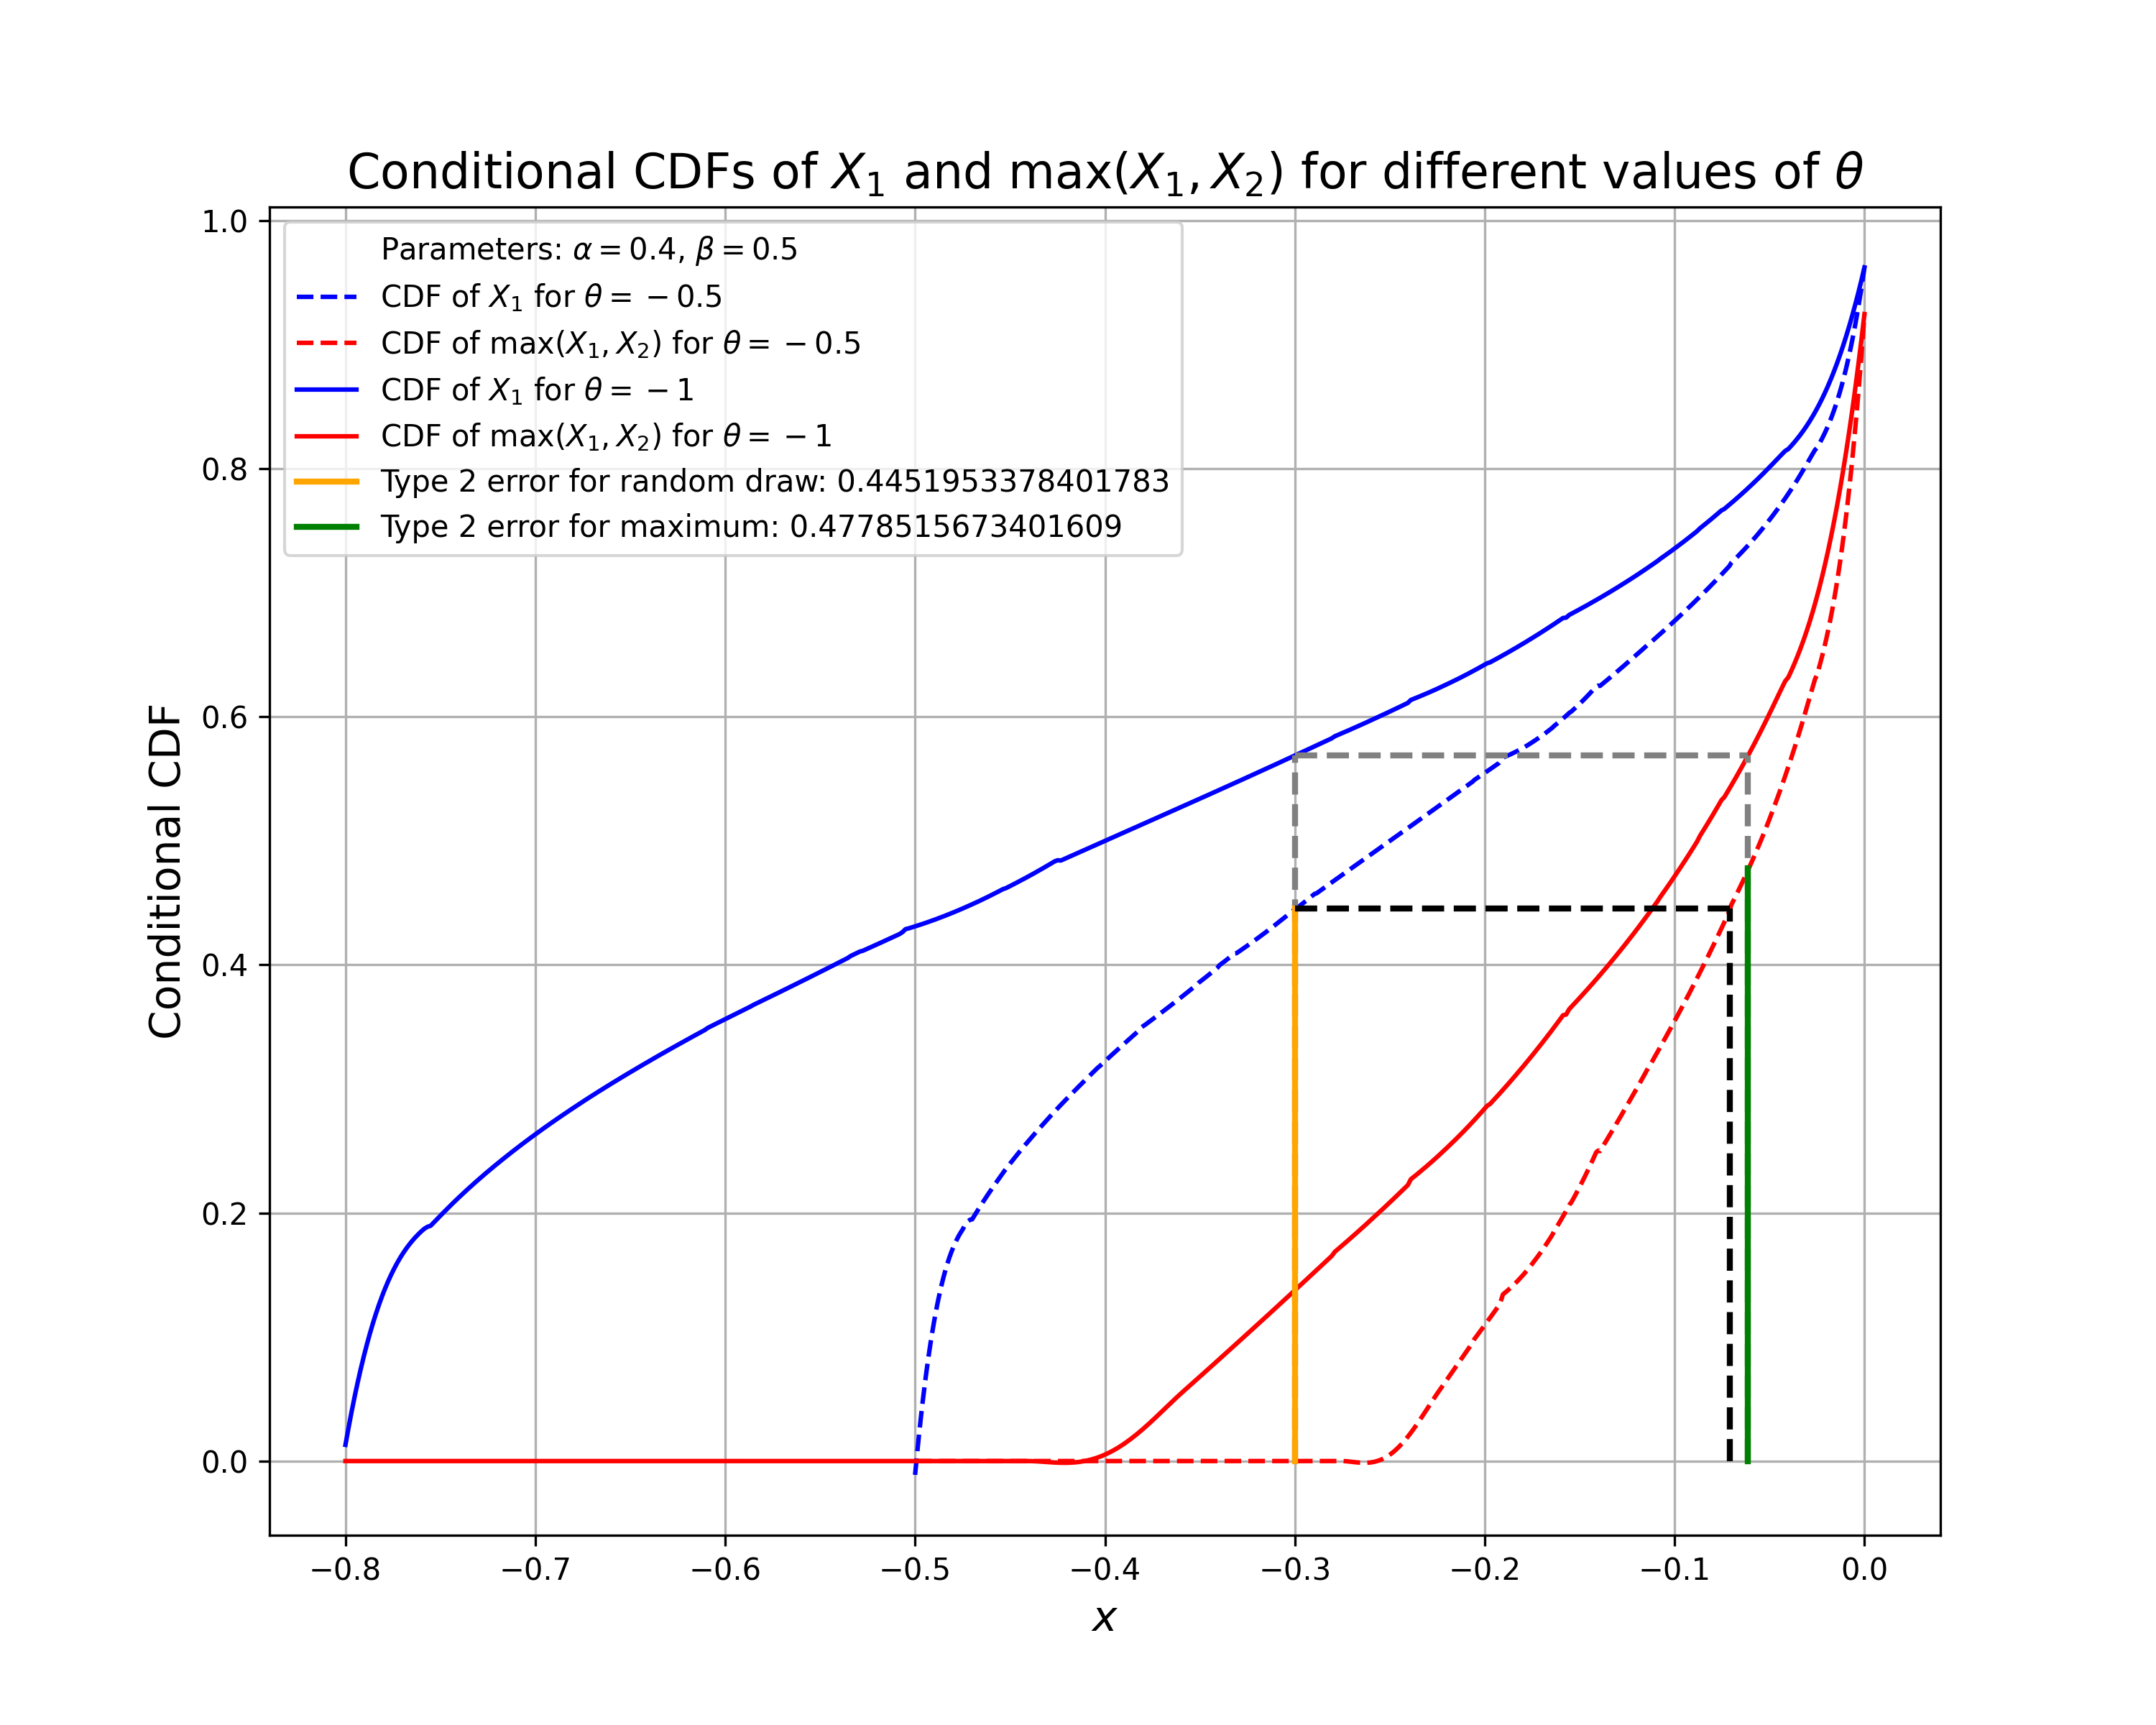 Conditional CDFs of X₁ and max(X₁, X₂) for different values of θ
Parameters: α = 0.4, β = 0.5
CDF of X₁ for θ = − 0.5
CDF of max(X₁, X₂) for θ = − 0.5
CDF of X₁ for θ = − 1
CDF of max(X₁, X₂) for θ = − 1
Type 2 error for random draw: 0.4451953378401783
Type 2 error for maximum: 0.4778515673401609
Conditional CDF
1.0
0.8
0.6
0.4
0.2
0.0
−0.8 −0.7 −0.6 −0.5 −0.4 −0.3 −0.2 −0.1 0.0
x